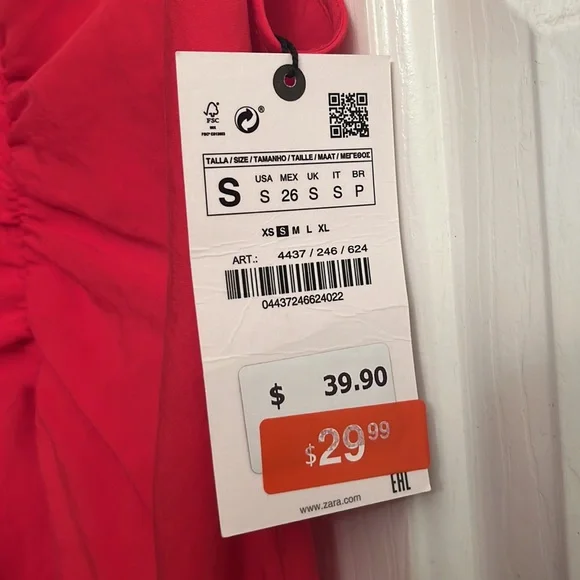 FSC
®
TALLA / SIZE / TAMANHO / TAILLE / MAAT / ΜΕΓΕΘΟΣ
S
USA MEX UK IT BR
S 26 S S P
XS S M L XL
ART.: 4437 / 246 / 624
04437246624022
$ 39.90
$29 99
EAC
www.zara.com